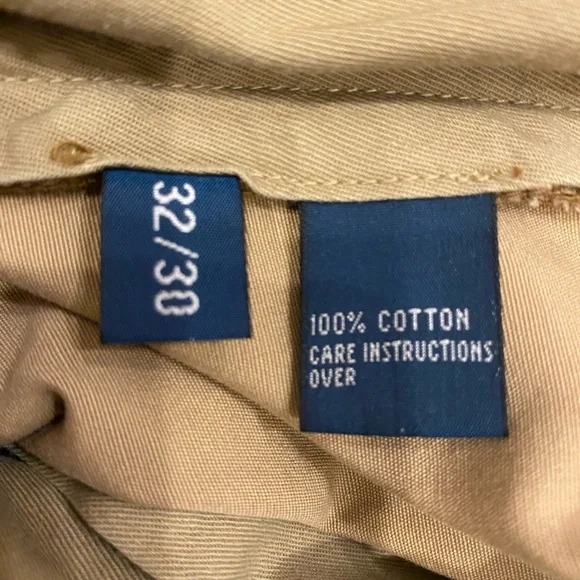 32/30
100% COTTON
CARE INSTRUCTIONS
OVER